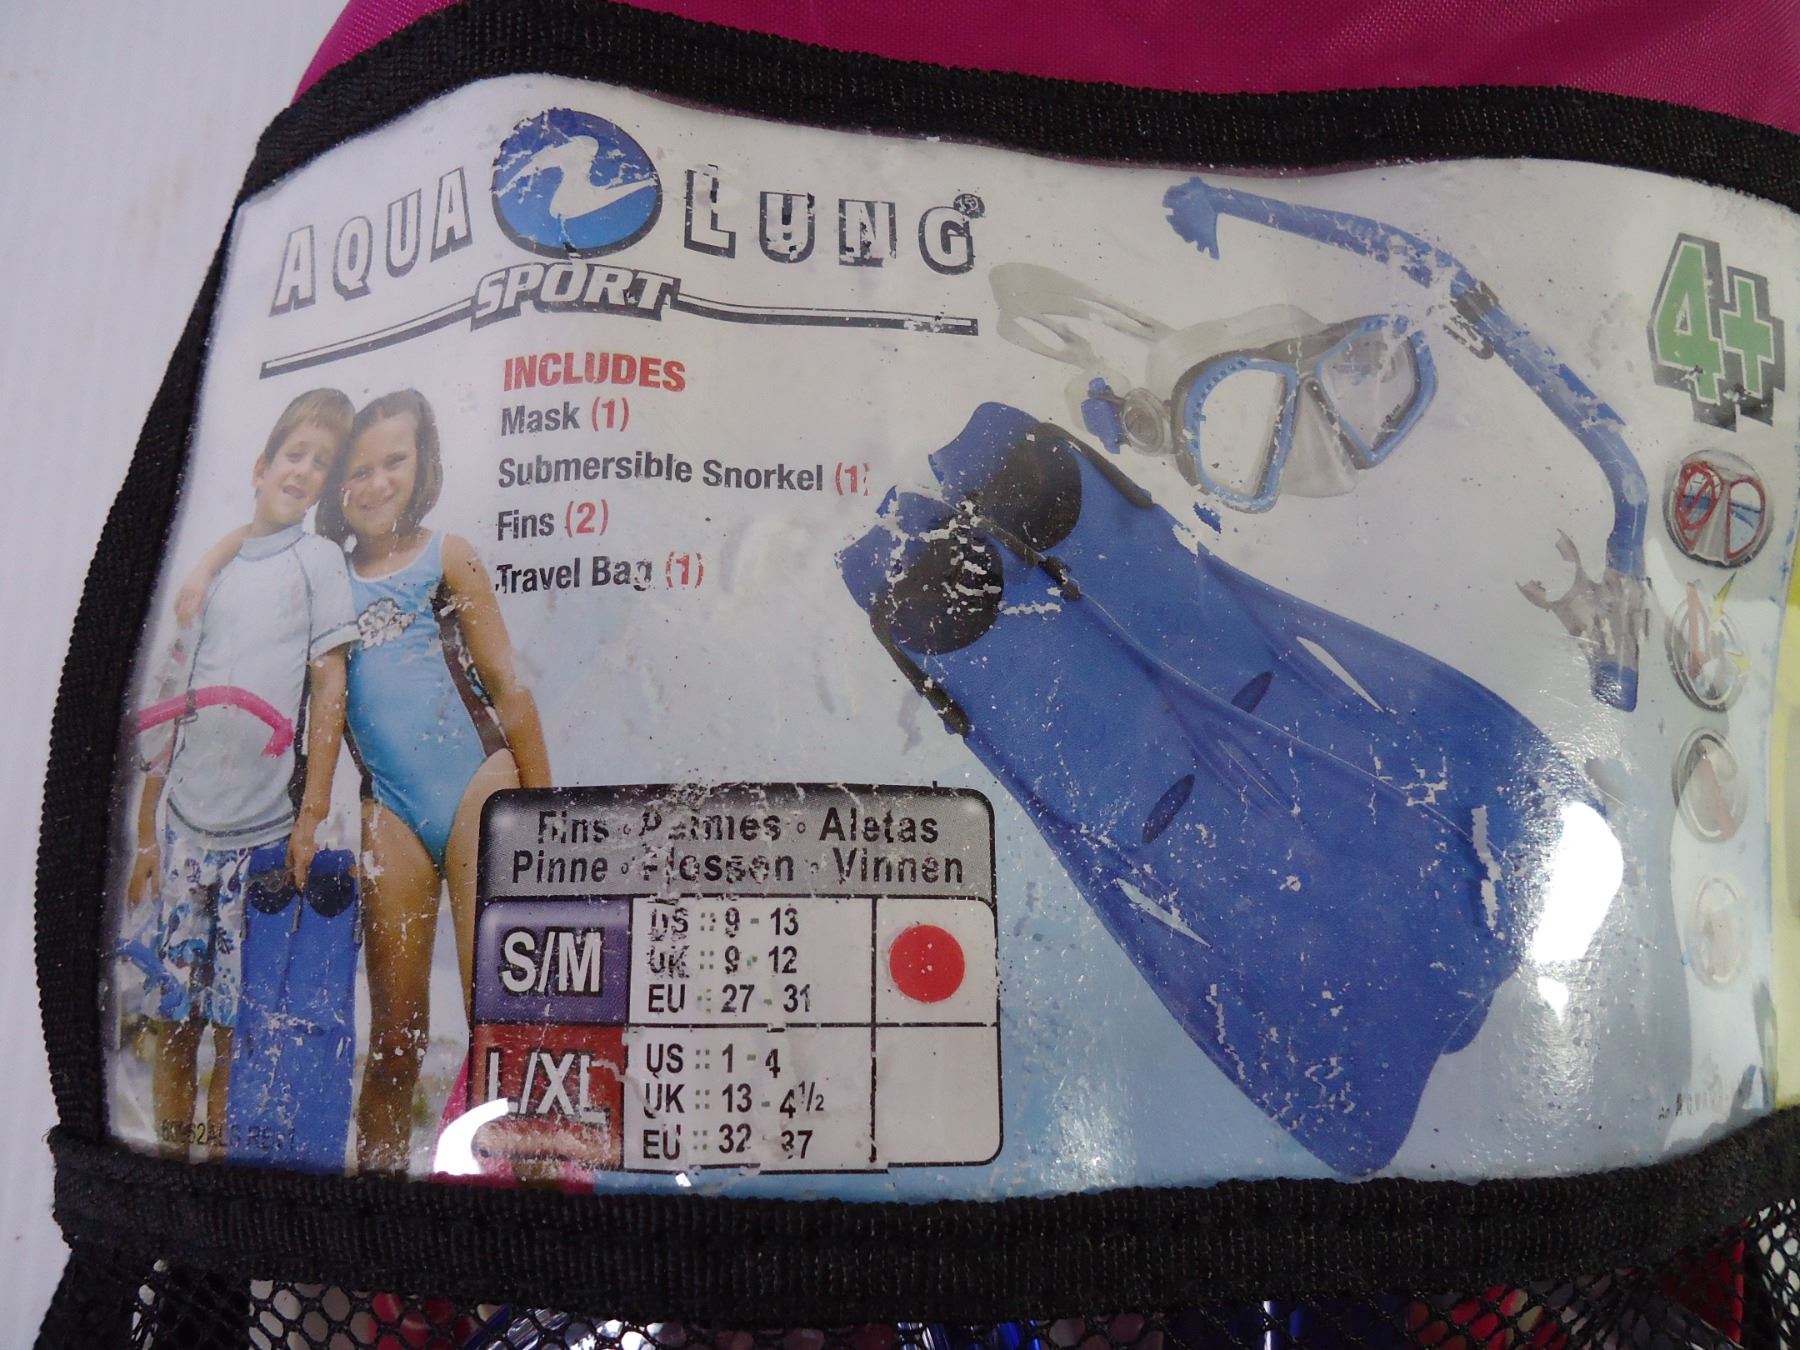 AQUA LUNG®
SPORT
4+
INCLUDES
Mask (1)
Submersible Snorkel (1)
Fins (2)
Travel Bag (1)
Fins ◦ Palmes ◦ Aletas
Pinne ◦ Flossen ◦ Vinnen
S/M
US :: 9 - 13
UK :: 9 - 12
EU :: 27 - 31
L/XL
US :: 1 - 4
UK :: 13 - 4½
EU :: 32 - 37